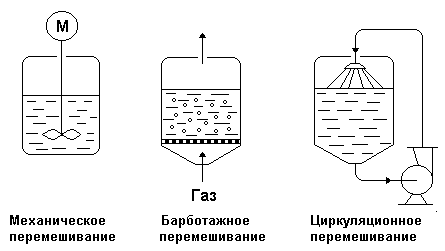 М
Газ
Механическое
перемешивание
Барботажное
перемешивание
Циркуляционное
перемешивание